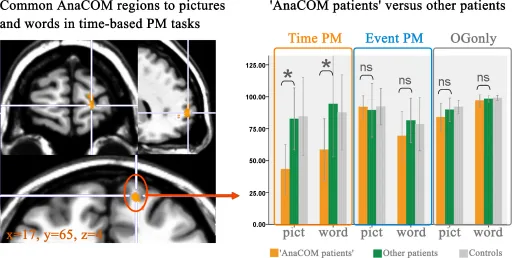 Common AnaCOM regions to pictures
and words in time-based PM tasks
x=17, y=65, z=
'AnaCOM patients' versus other patients
Time PM Event PM OGonly
125.00
100.00
75.00
50.00
25.00
0.00
* * ns ns ns ns
pict word pict word pict word
'AnaCOM patients' Other patients Controls